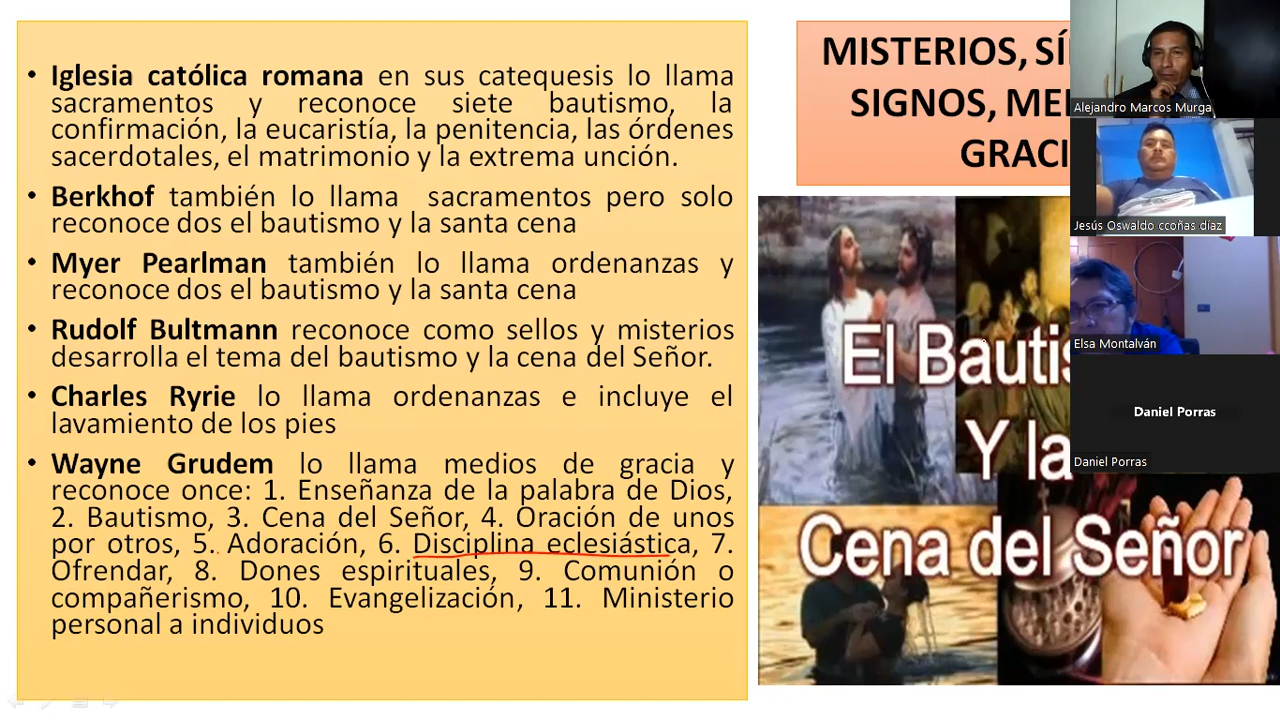 • Iglesia católica romana en sus catequesis lo llama
sacramentos y reconoce siete bautismo, la
confirmación, la eucaristía, la penitencia, las órdenes
sacerdotales, el matrimonio y la extrema unción.
• Berkhof también lo llama sacramentos pero solo
reconoce dos el bautismo y la santa cena
• Myer Pearlman también lo llama ordenanzas y
reconoce dos el bautismo y la santa cena
• Rudolf Bultmann reconoce como sellos y misterios
desarrolla el tema del bautismo y la cena del Señor.
• Charles Ryrie lo llama ordenanzas e incluye el
lavamiento de los pies
• Wayne Grudem lo llama medios de gracia y
reconoce once: 1. Enseñanza de la palabra de Dios,
2. Bautismo, 3. Cena del Señor, 4. Oración de unos
por otros, 5. Adoración, 6. Disciplina eclesiástica, 7.
Ofrendar, 8. Dones espirituales, 9. Comunión o
compañerismo, 10. Evangelización, 11. Ministerio
personal a individuos
MISTERIOS,
SIGNOS,
El
Y la
Cena del Señor
Alejandro Marcos Murga
Jesús Oswaldo ccoñas díaz
Elsa Montalván
Daniel Porras
Daniel Porras